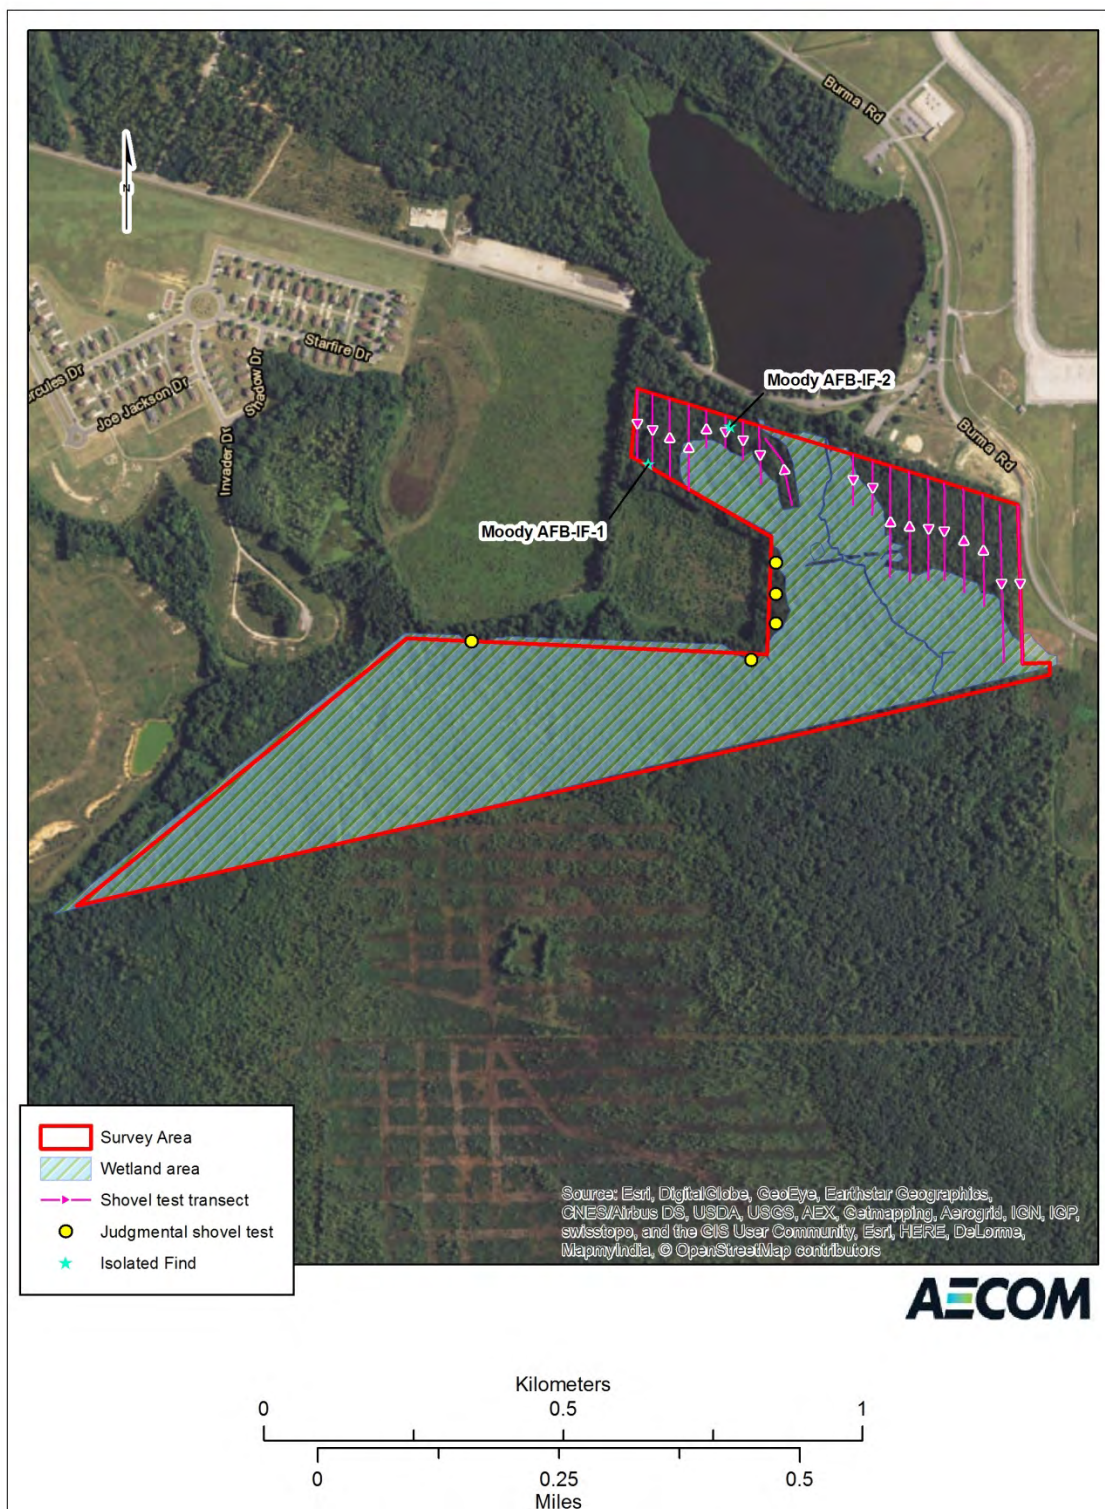 Burma Rd
N
Starfire Dr
Shadow Dr
Joe Jackson Dr
ercules Dr
Invader Dr
Moody AFB-IF-2
Burma Rd
Moody AFB-IF-1
Survey Area
Wetland area
Shovel test transect
Judgmental shovel test
Isolated Find
Source: Esri, DigitalGlobe, GeoEye, Earthstar Geographics,
CNES/Airbus DS, USDA, USGS, AEX, Getmapping, Aerogrid, IGN, IGP,
swisstopo, and the GIS User Community, Esri, HERE, DeLorme,
MapmyIndia, © OpenStreetMap contributors
AECOM
Kilometers
0 0.5 1
0 0.25 0.5
Miles